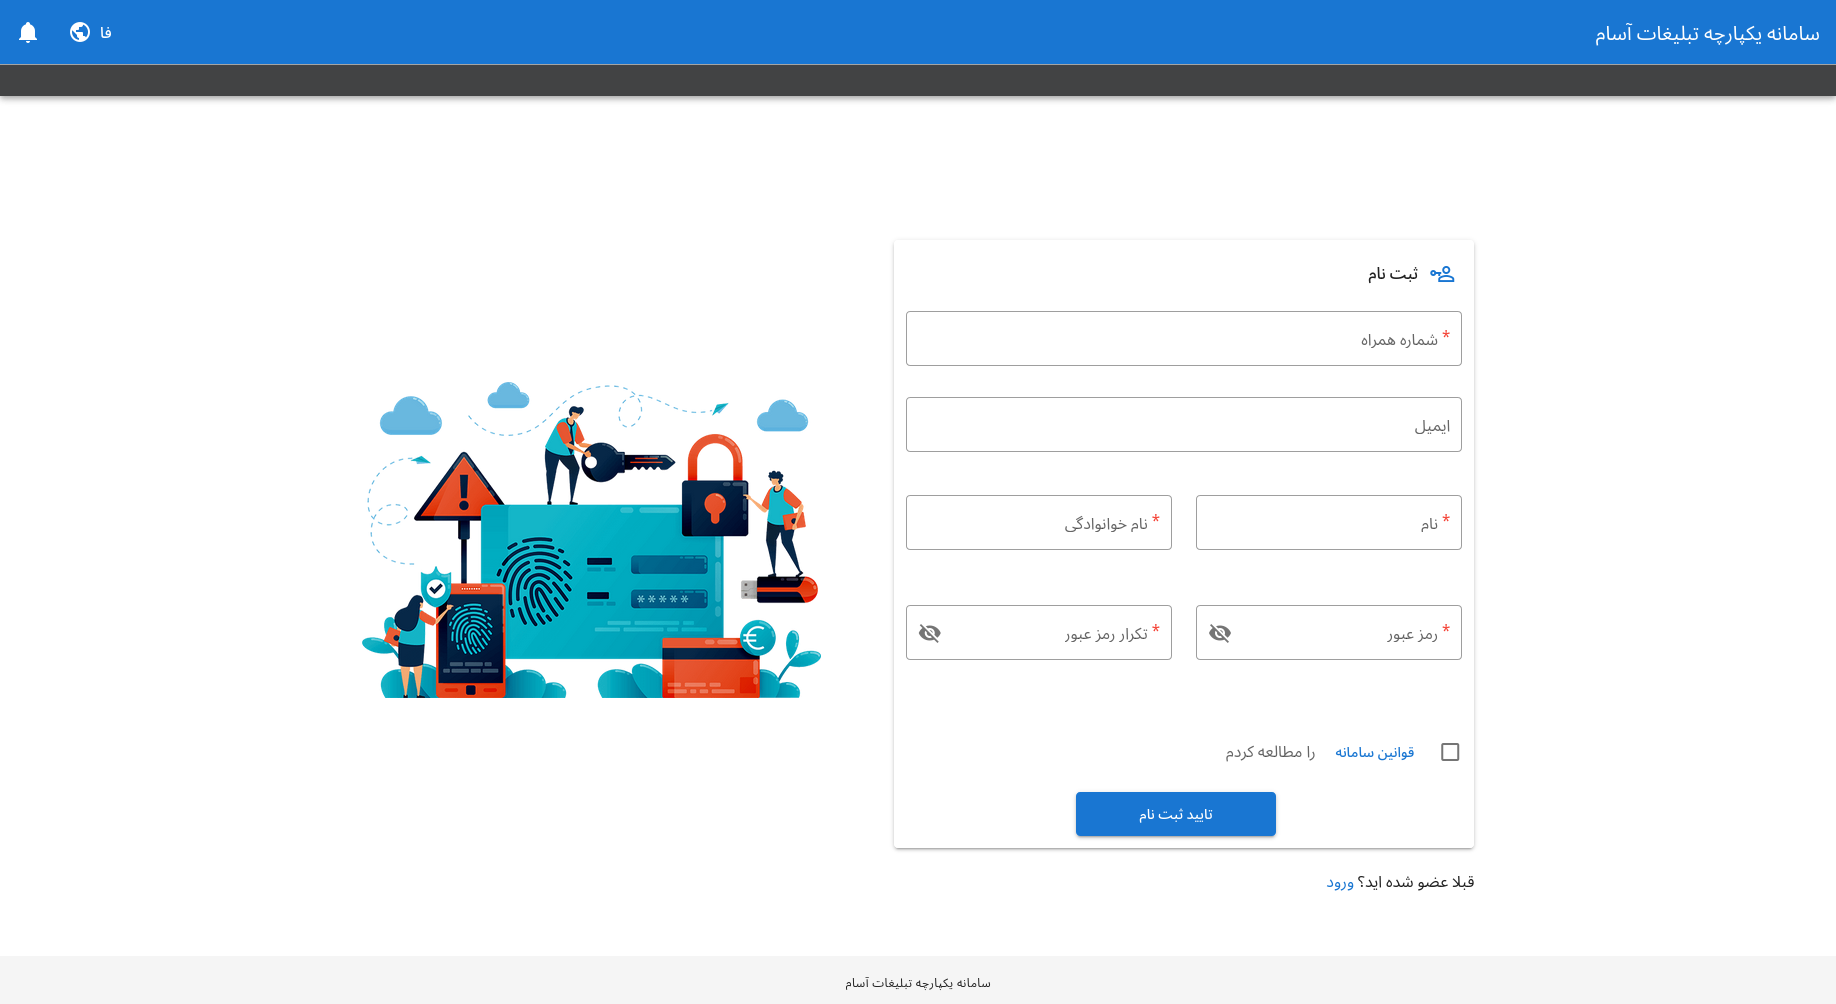 سامانه یکپارچه تبلیغات آسام
فا
ثبت نام
* شماره همراه
ایمیل
* نام
* نام خوانوادگی
* رمز عبور
* تکرار رمز عبور
*****
قوانین سامانه را مطالعه کردم
تایید ثبت نام
قبلا عضو شده اید؟ ورود
سامانه یکپارچه تبلیغات آسام